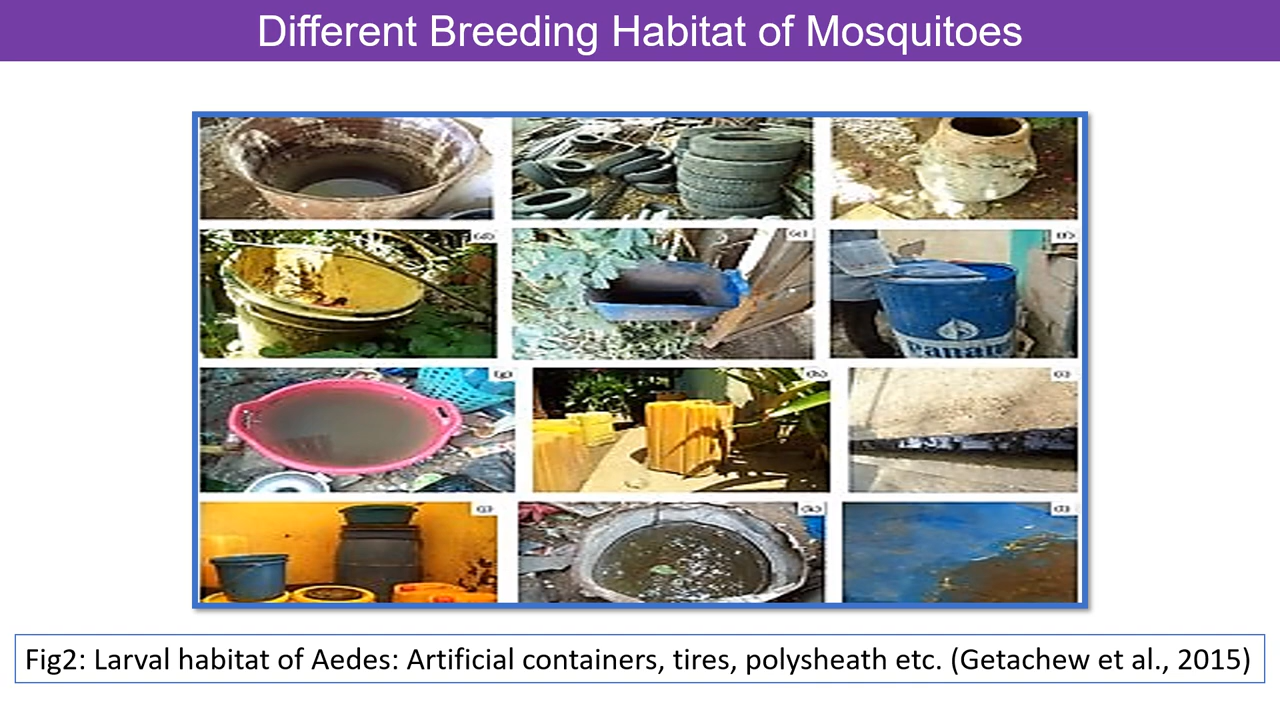 Different Breeding Habitat of Mosquitoes
(d)
(e)
(f)
(g)
(h)
(i)
(j)
(k)
(l)
Fig2: Larval habitat of Aedes: Artificial containers, tires, polysheath etc. (Getachew et al., 2015)